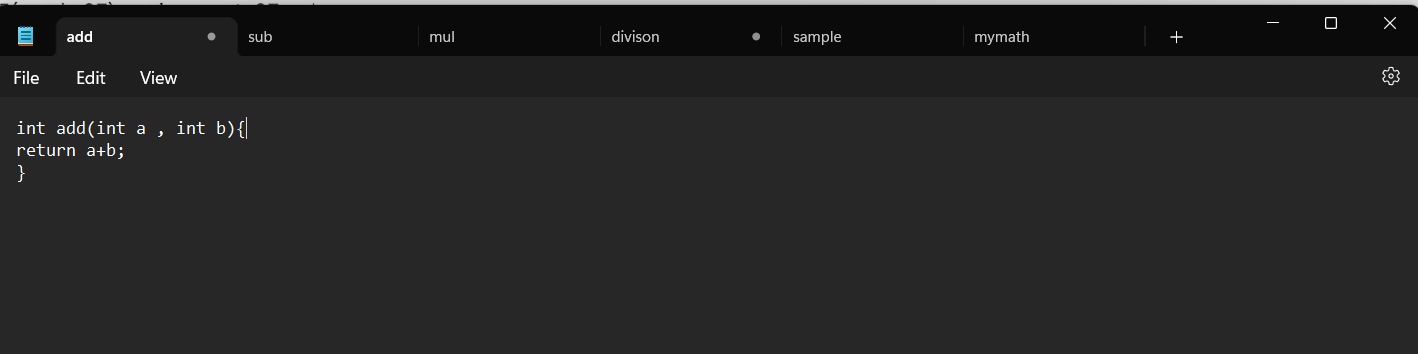 add sub mul divison sample mymath
File Edit View
int add(int a , int b){
return a+b;
}